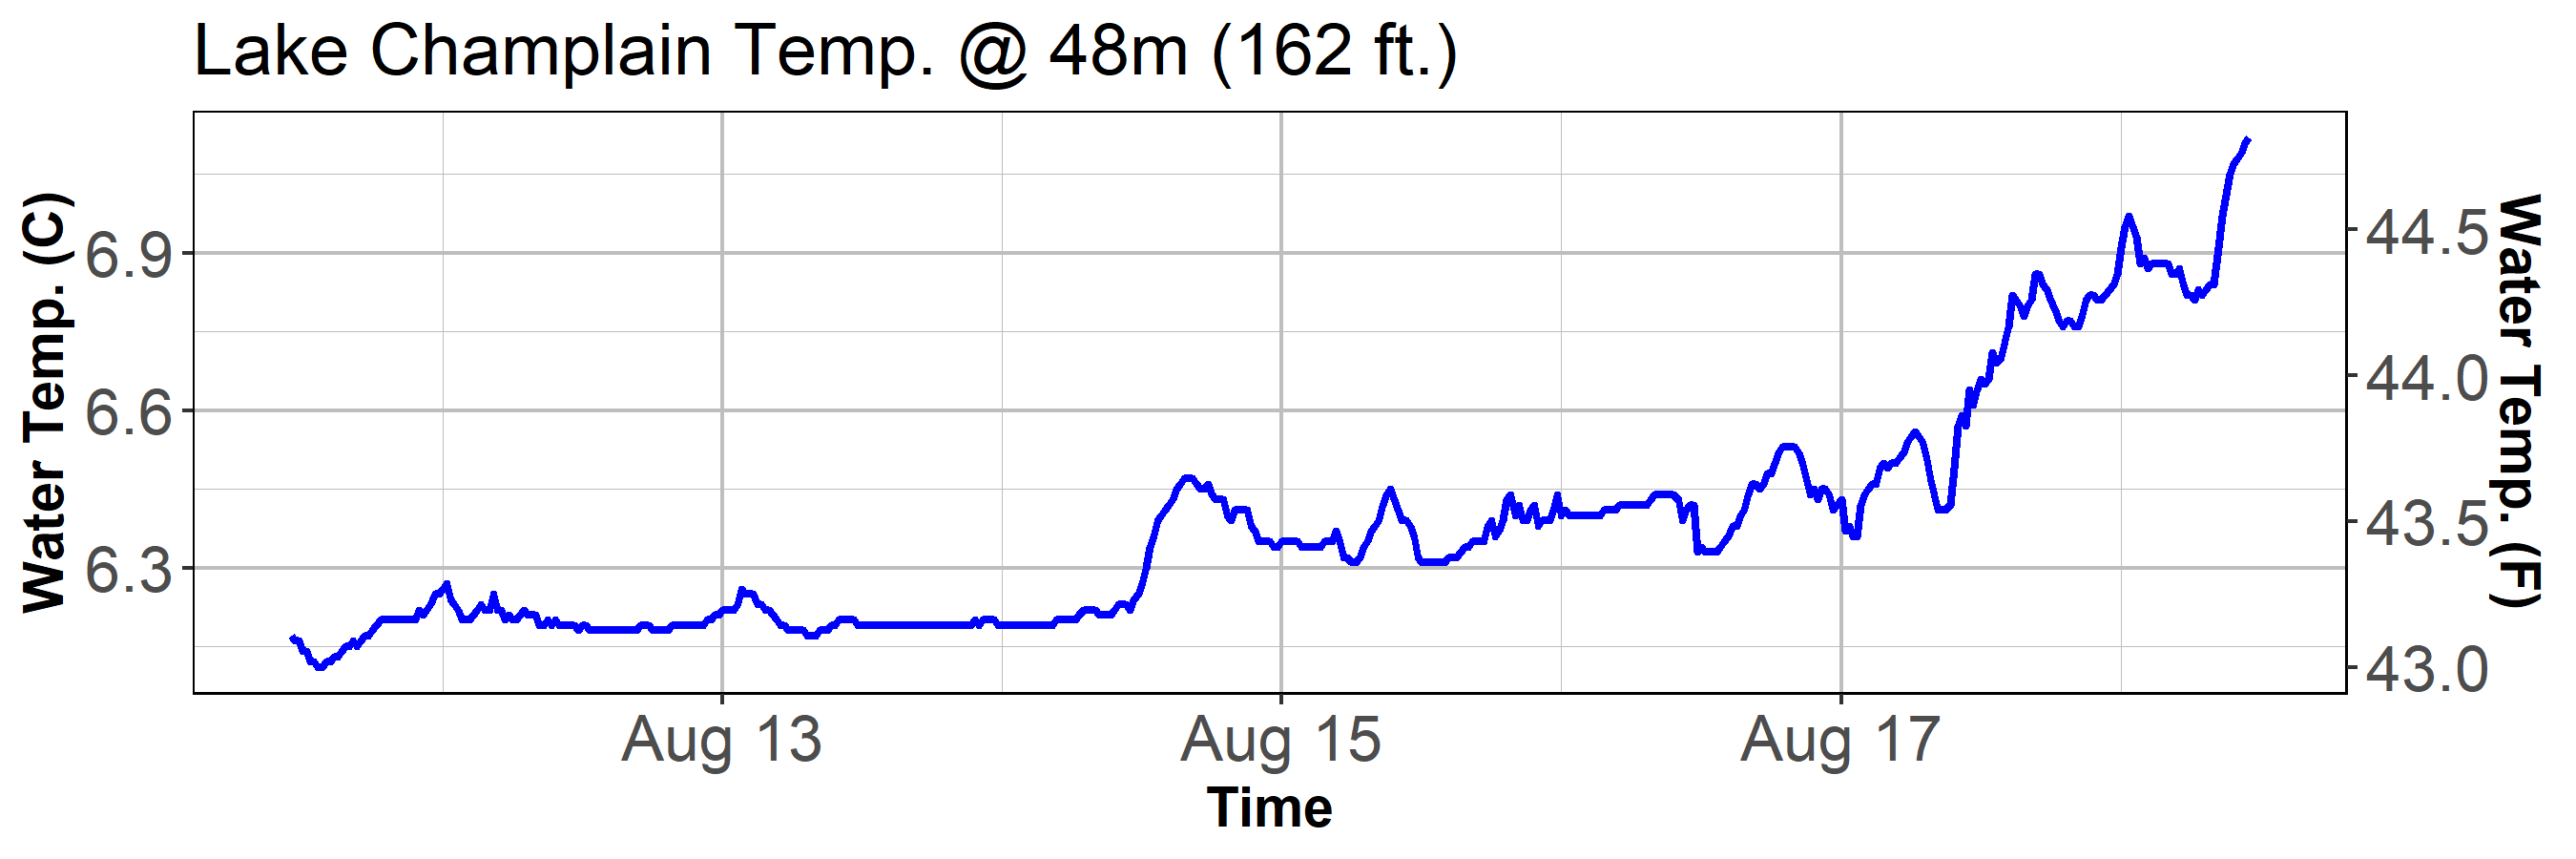 Lake Champlain Temp. @ 48m (162 ft.)
Water Temp. (C)
6.9
6.6
6.3
44.5
44.0
43.5
43.0
Water Temp. (F)
Aug 13 Aug 15 Aug 17
Time